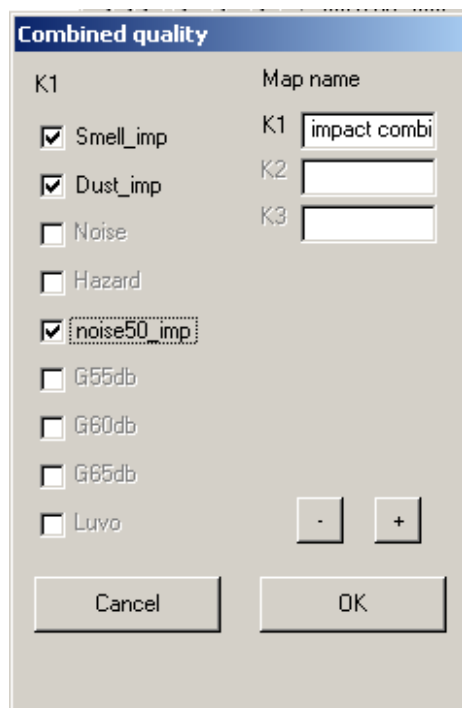 Combined quality
K1 Map name
Smell_imp K1 impact combi
Dust_imp K2
Noise K3
Hazard
noise50_imp
G55db
G60db
G65db
Luvo - +
Cancel OK